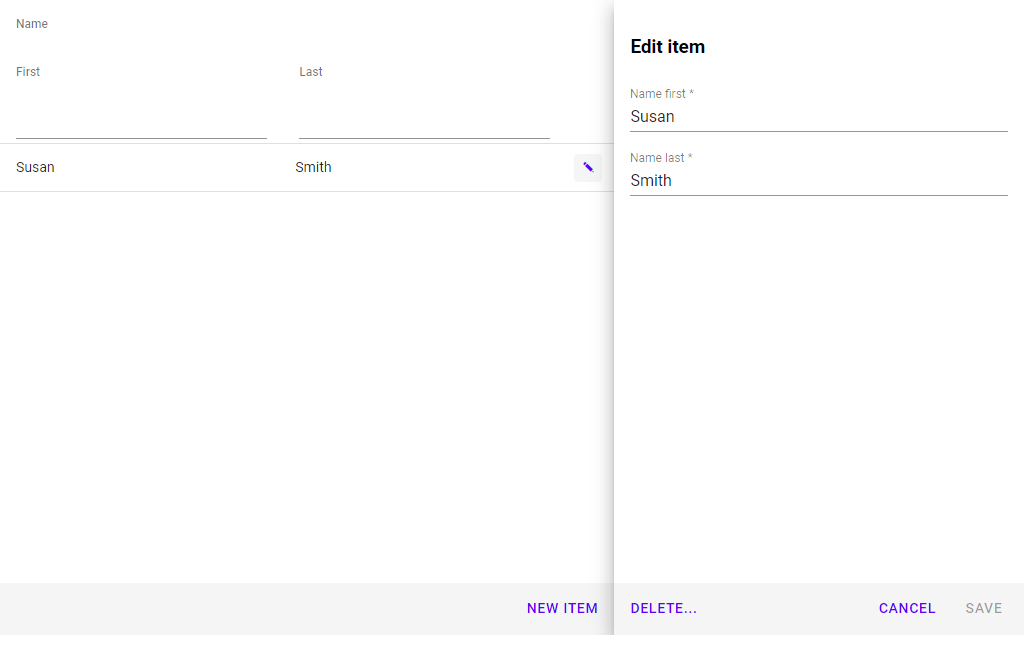 Name
First Last
Susan Smith
NEW ITEM
Edit item
Name first *
Susan
Name last *
Smith
DELETE... CANCEL SAVE